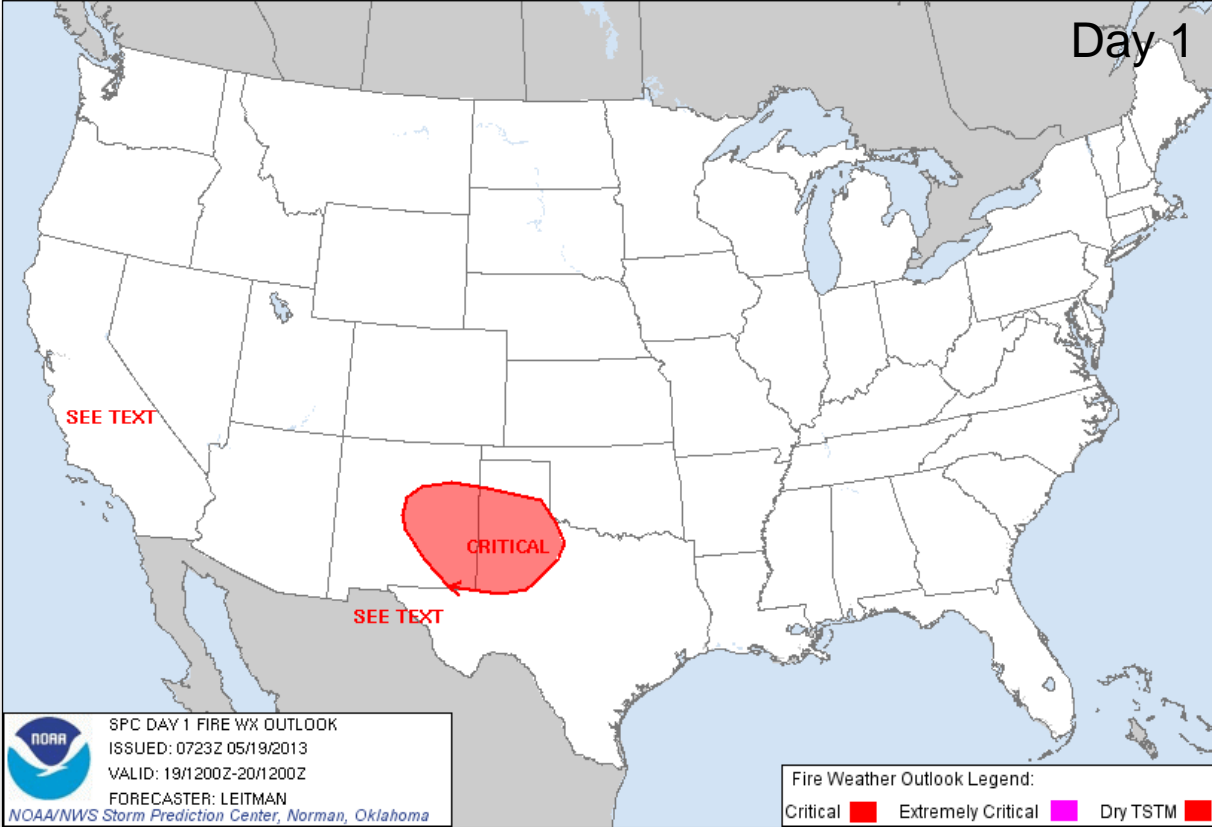 Day 1
SEE TEXT
CRITICAL
SEE TEXT
NOAA
SPC DAY 1 FIRE WX OUTLOOK
ISSUED: 0723Z 05/19/2013
VALID: 19/1200Z-20/1200Z
FORECASTER: LEITMAN
NOAA/NWS Storm Prediction Center, Norman, Oklahoma
Fire Weather Outlook Legend:
Critical Extremely Critical Dry TSTM